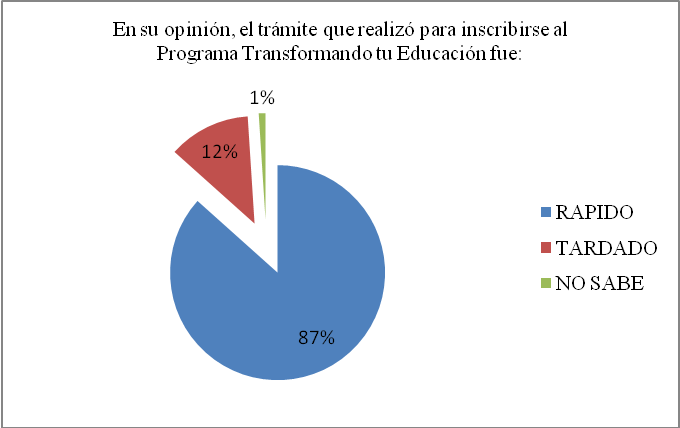 En su opinión, el trámite que realizó para inscribirse al
Programa Transformando tu Educación fue:
1%
12%
87%
RAPIDO
TARDADO
NO SABE